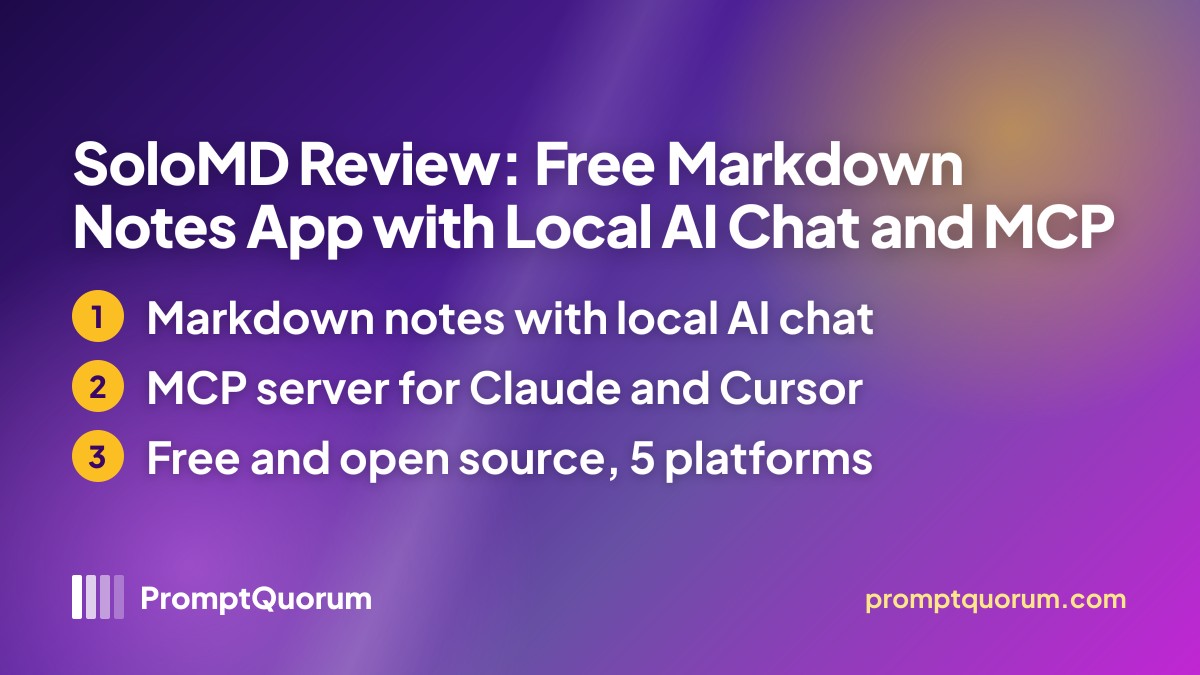 SoloMD Review: Free Markdown
Notes App with Local AI Chat and MCP
1 Markdown notes with local AI chat
2 MCP server for Claude and Cursor
3 Free and open source, 5 platforms
PromptQuorum
promptquorum.com